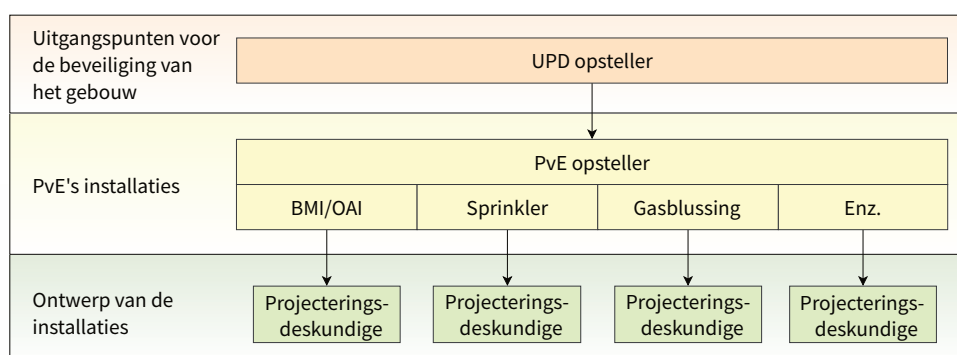 Uitgangspunten voor
de beveiliging van
het gebouw
UPD opsteller
PvE's installaties
PvE opsteller
BMI/OAI
Sprinkler
Gasblussing
Enz.
Ontwerp van de
installaties
Projecterings-
deskundige
Projecterings-
deskundige
Projecterings-
deskundige
Projecterings-
deskundige